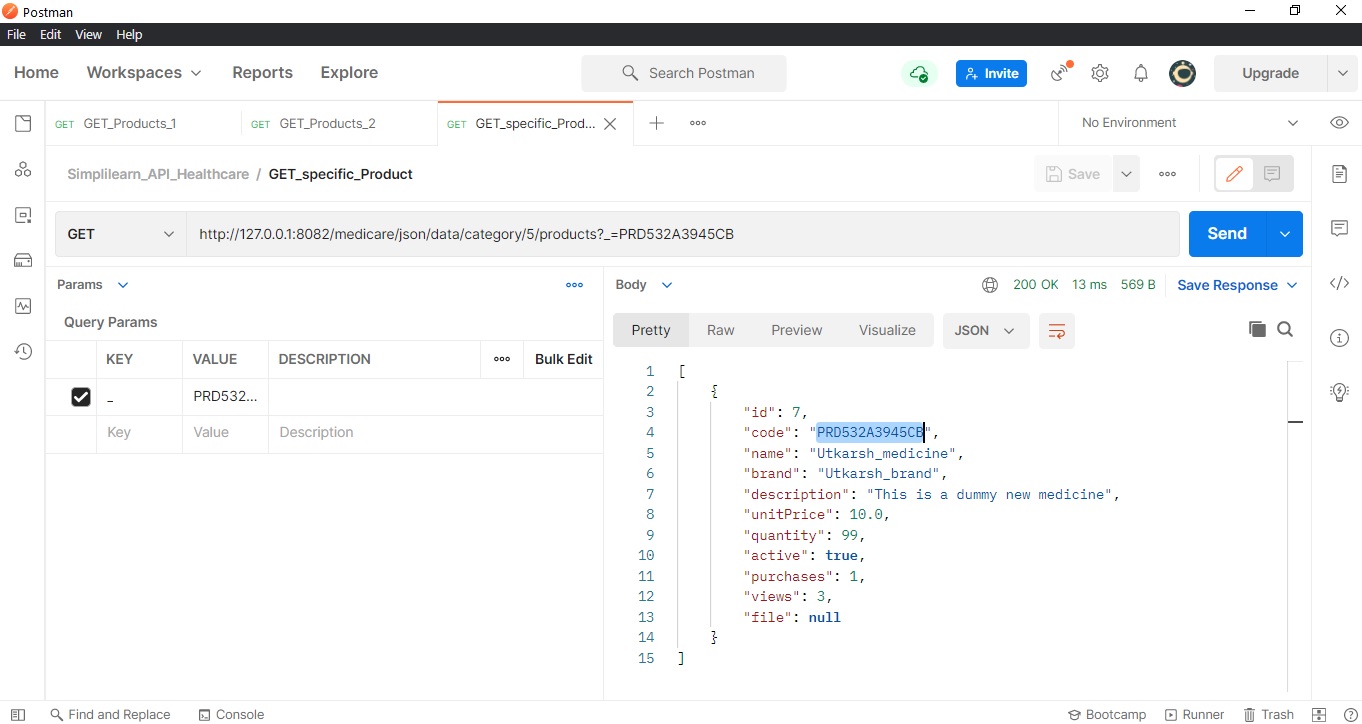 Postman
File Edit View Help
Home Workspaces Reports Explore Search Postman Invite Upgrade
GET GET_Products_1 GET GET_Products_2 GET GET_specific_Prod... No Environment
Simplilearn_API_Healthcare / GET_specific_Product Save
GET http://127.0.0.1:8082/medicare/json/data/category/5/products?_=PRD532A3945CB Send
Params
Query Params
KEY VALUE DESCRIPTION Bulk Edit
_ PRD532...
Key Value Description
Body 200 OK 13 ms 569 B Save Response
Pretty Raw Preview Visualize JSON
1 [
2 {
3 "id": 7,
4 "code": "PRD532A3945CB",
5 "name": "Utkarsh_medicine",
6 "brand": "Utkarsh_brand",
7 "description": "This is a dummy new medicine",
8 "unitPrice": 10.0,
9 "quantity": 99,
10 "active": true,
11 "purchases": 1,
12 "views": 3,
13 "file": null
14 }
15 ]
Find and Replace Console Bootcamp Runner Trash